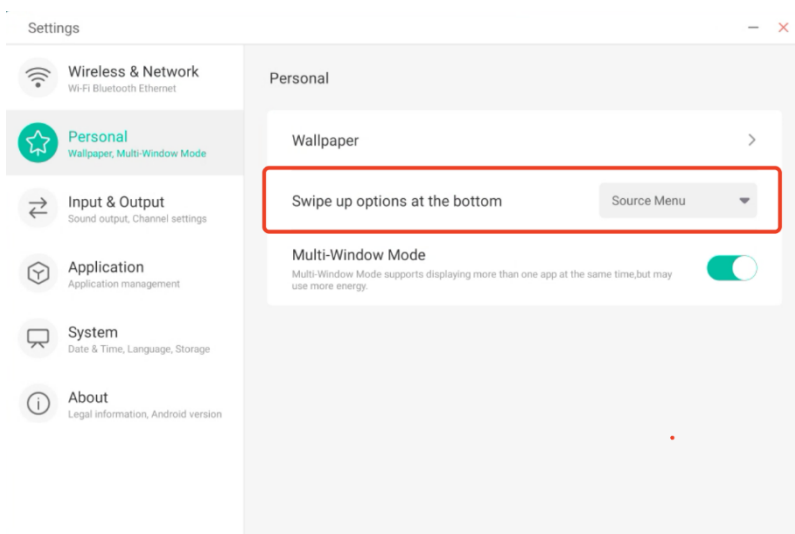 Settings
Wireless & Network
Wi-Fi Bluetooth Ethernet
Personal
Wallpaper, Multi-Window Mode
Input & Output
Sound output, Channel settings
Application
Application management
System
Date & Time, Language, Storage
About
Legal information, Android version
Personal
Wallpaper
Swipe up options at the bottom
Source Menu
Multi-Window Mode
Multi-Window Mode supports displaying more than one app at the same time,but may
use more energy.